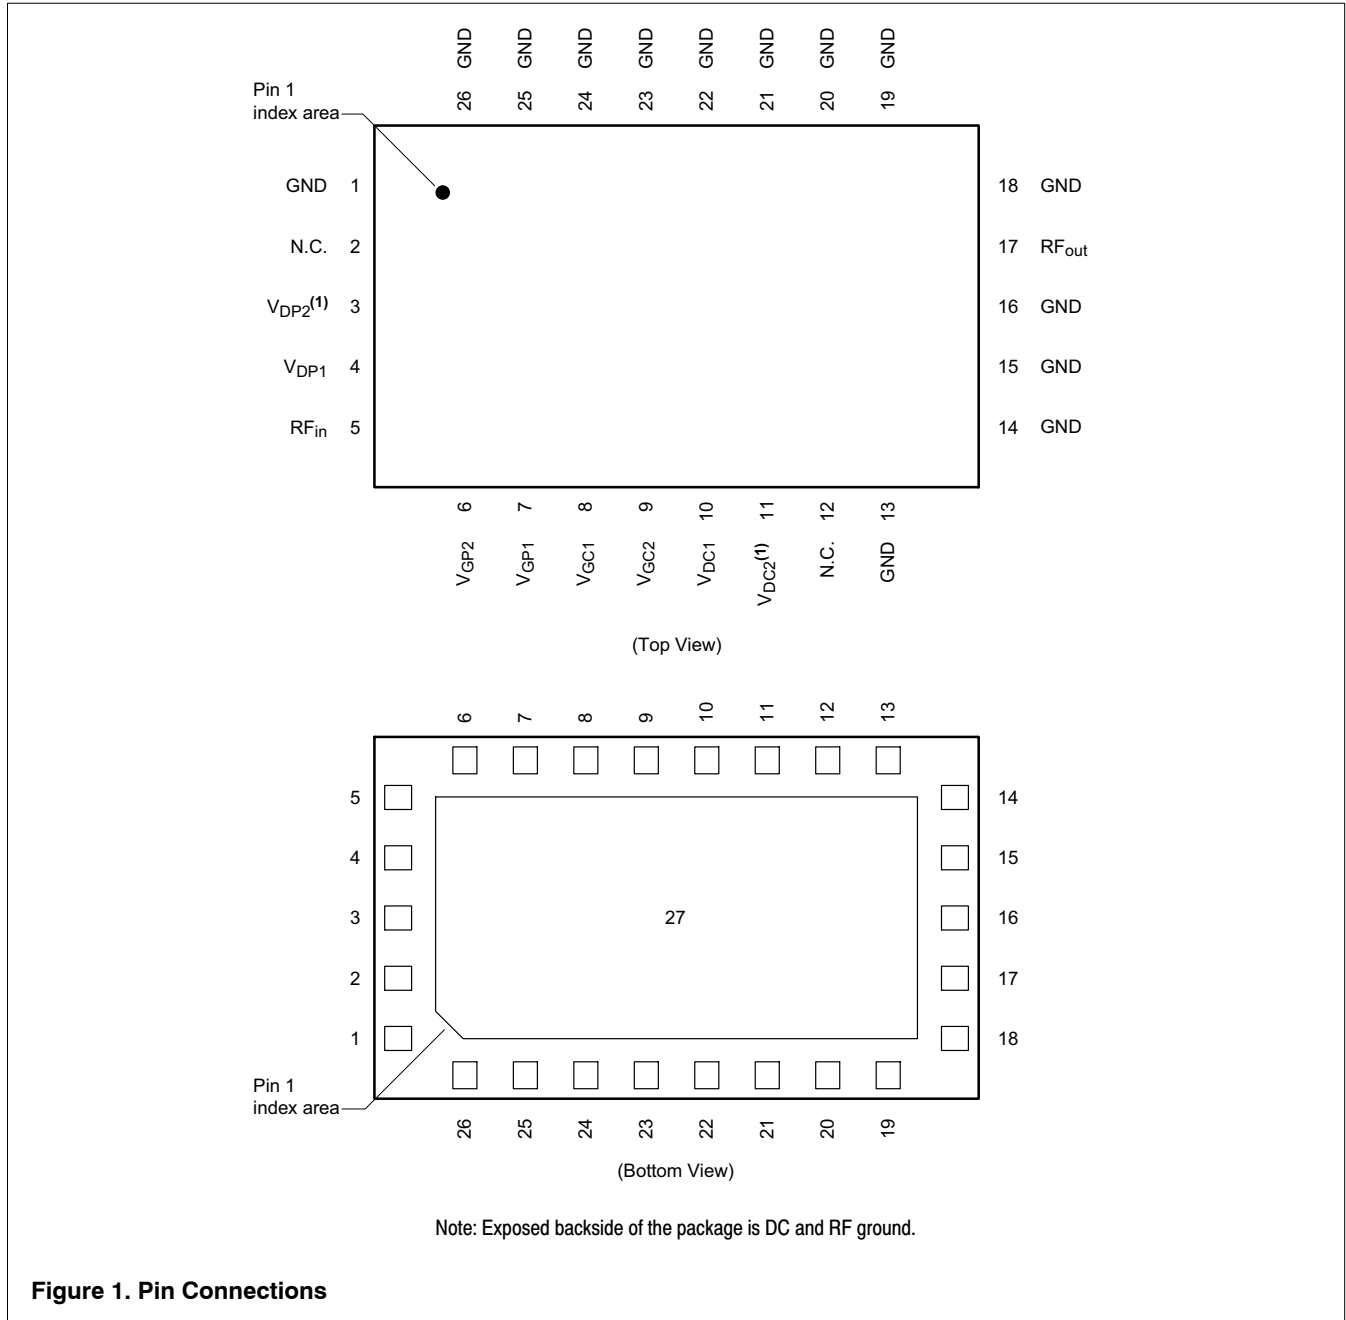 GND GND GND GND GND GND GND GND
26 25 24 23 22 21 20 19
Pin 1
index area
GND 1
N.C. 2
VDP2(1) 3
VDP1 4
RFin 5
18 GND
17 RFout
16 GND
15 GND
14 GND
6 7 8 9 10 11 12 13
VGP2 VGP1 VGC1 VGC2 VDC1 VDC2(1) N.C. GND
(Top View)
6 7 8 9 10 11 12 13
5
4
3
2
1
27
14
15
16
17
18
Pin 1
index area
26 25 24 23 22 21 20 19
(Bottom View)
Note: Exposed backside of the package is DC and RF ground.
Figure 1. Pin Connections